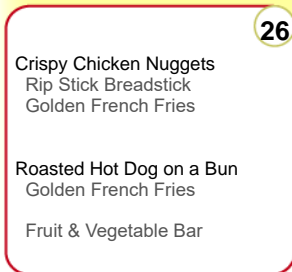 26
Crispy Chicken Nuggets
Rip Stick Breadstick
Golden French Fries
Roasted Hot Dog on a Bun
Golden French Fries
Fruit & Vegetable Bar